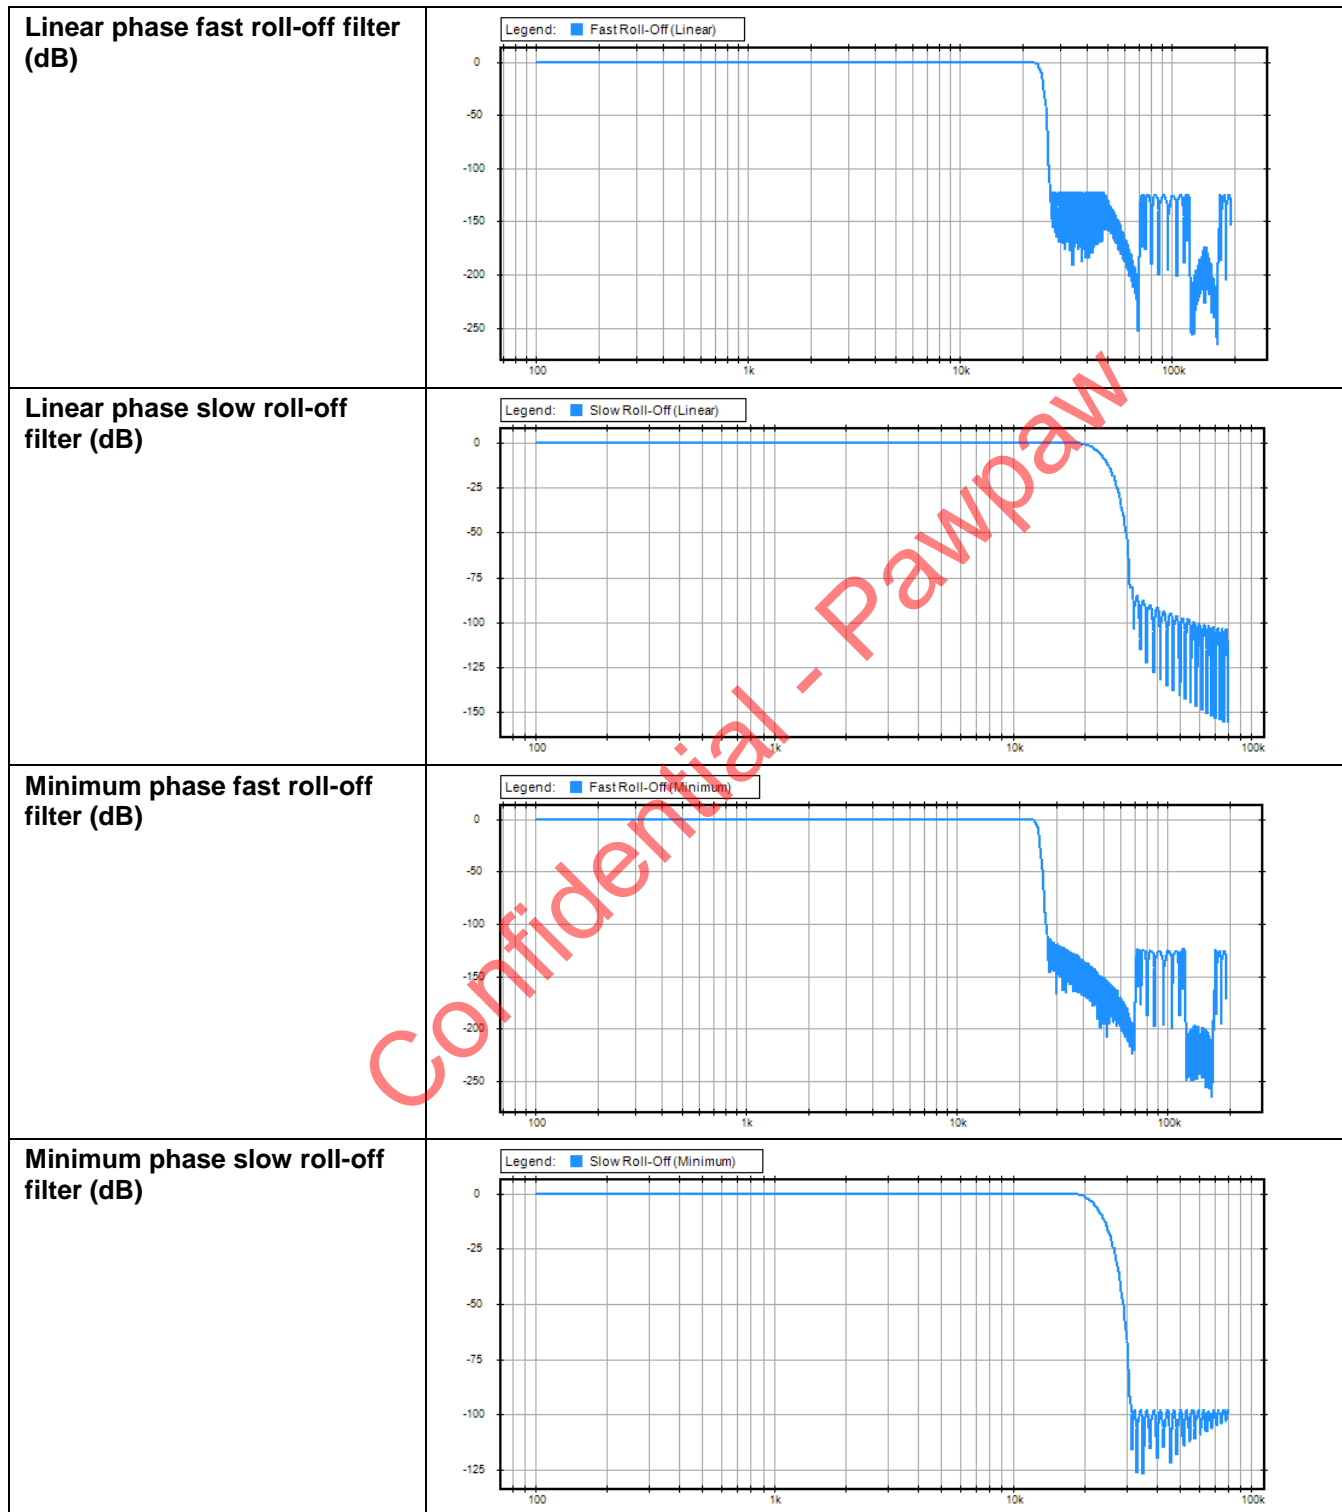 Linear phase fast roll-off filter
(dB)
Legend: Fast Roll-Off (Linear)
0
-50
-100
-150
-200
-250
100 1k 10k 100k
Linear phase slow roll-off
filter (dB)
Legend: Slow Roll-Off (Linear)
0
-25
-50
-75
-100
-125
-150
100 1k 10k 100k
Minimum phase fast roll-off
filter (dB)
Legend: Fast Roll-Off (Minimum)
0
-50
-100
-150
-200
-250
100 1k 10k 100k
Minimum phase slow roll-off
filter (dB)
Legend: Slow Roll-Off (Minimum)
0
-25
-50
-75
-100
-125
100 1k 10k 100k
Confidential - Pawpaw